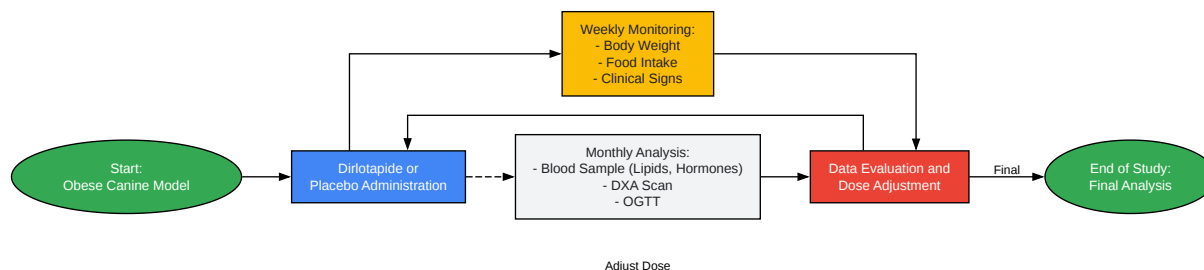 Weekly Monitoring:
- Body Weight
- Food Intake
- Clinical Signs
Start:
Obese Canine Model
Dirlotapide or
Placebo Administration
Monthly Analysis:
- Blood Sample (Lipids, Hormones)
- DXA Scan
- OGTT
Data Evaluation and
Dose Adjustment
Final
End of Study:
Final Analysis
Adjust Dose